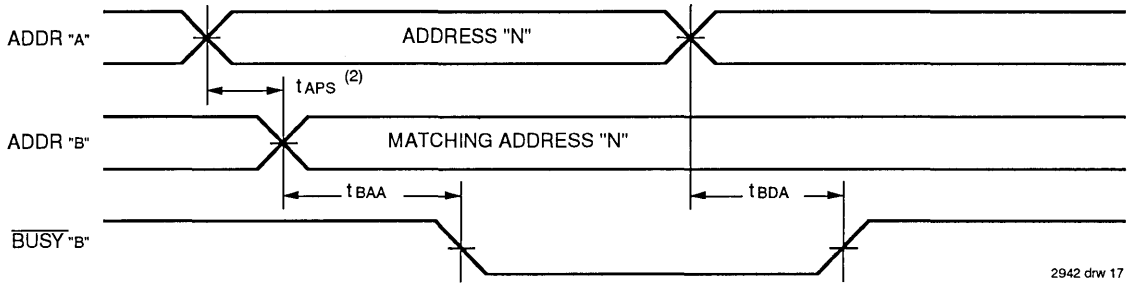 ADDR "A"
ADDRESS "N"
tAPS (2)
ADDR "B"
MATCHING ADDRESS "N"
tBAA
tBDA
BUSY "B"
2942 drw 17